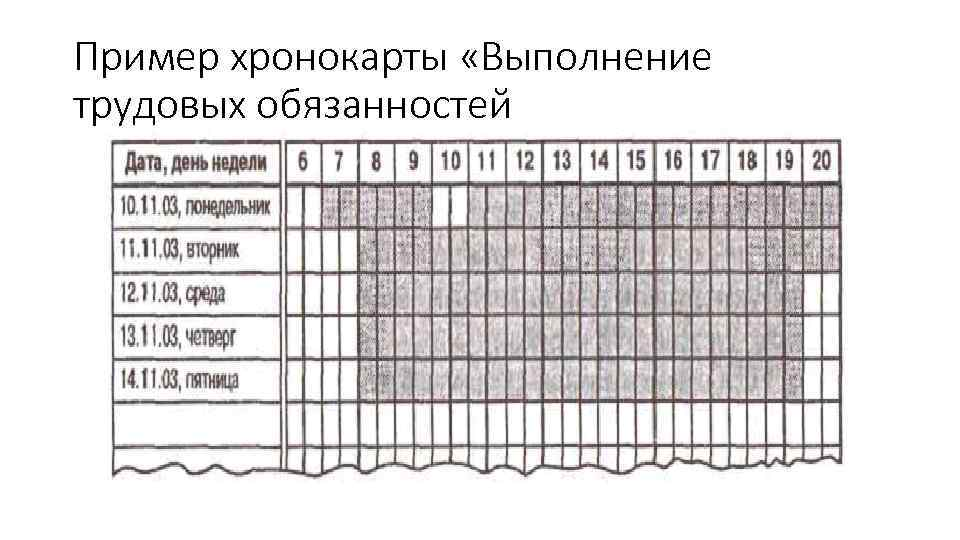 Пример хронокарты «Выполнение
трудовых обязанностей
Дата, день недели 6 7 8 9 10 11 12 13 14 15 16 17 18 19 20
10.11.03, понедельник
11.11.03, вторник
12.11.03, среда
13.11.03, четверг
14.11.03, пятница